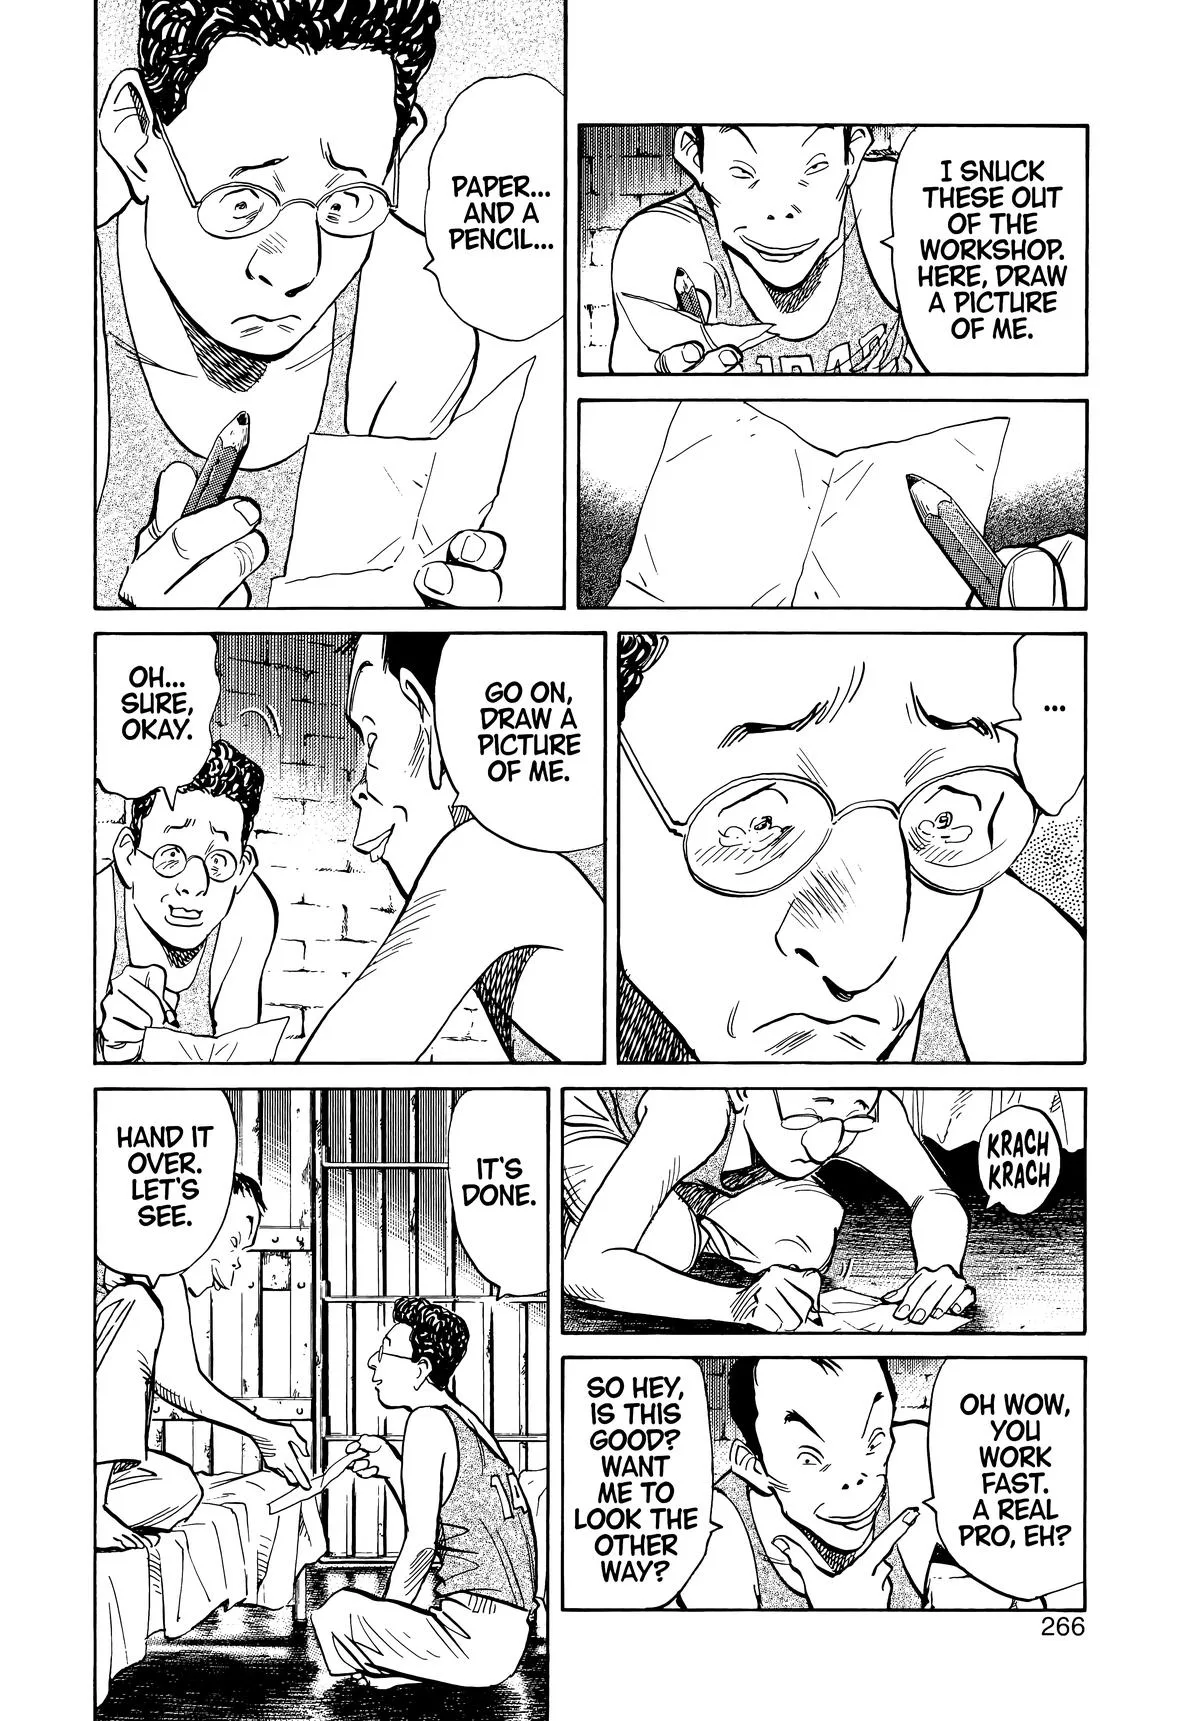 I SNUCK
THESE OUT
OF THE
WORKSHOP.
HERE, DRAW
A PICTURE
OF ME.
PAPER...
AND A
PENCIL...
...
GO ON,
DRAW A
PICTURE
OF ME.
OH...
SURE,
OKAY.
KRACH
KRACH
OH WOW,
YOU
WORK
FAST.
A REAL
PRO, EH?
SO HEY,
IS THIS
GOOD?
WANT
ME TO
LOOK THE
OTHER
WAY?
IT'S
DONE.
HAND IT
OVER.
LET'S
SEE.
14
266